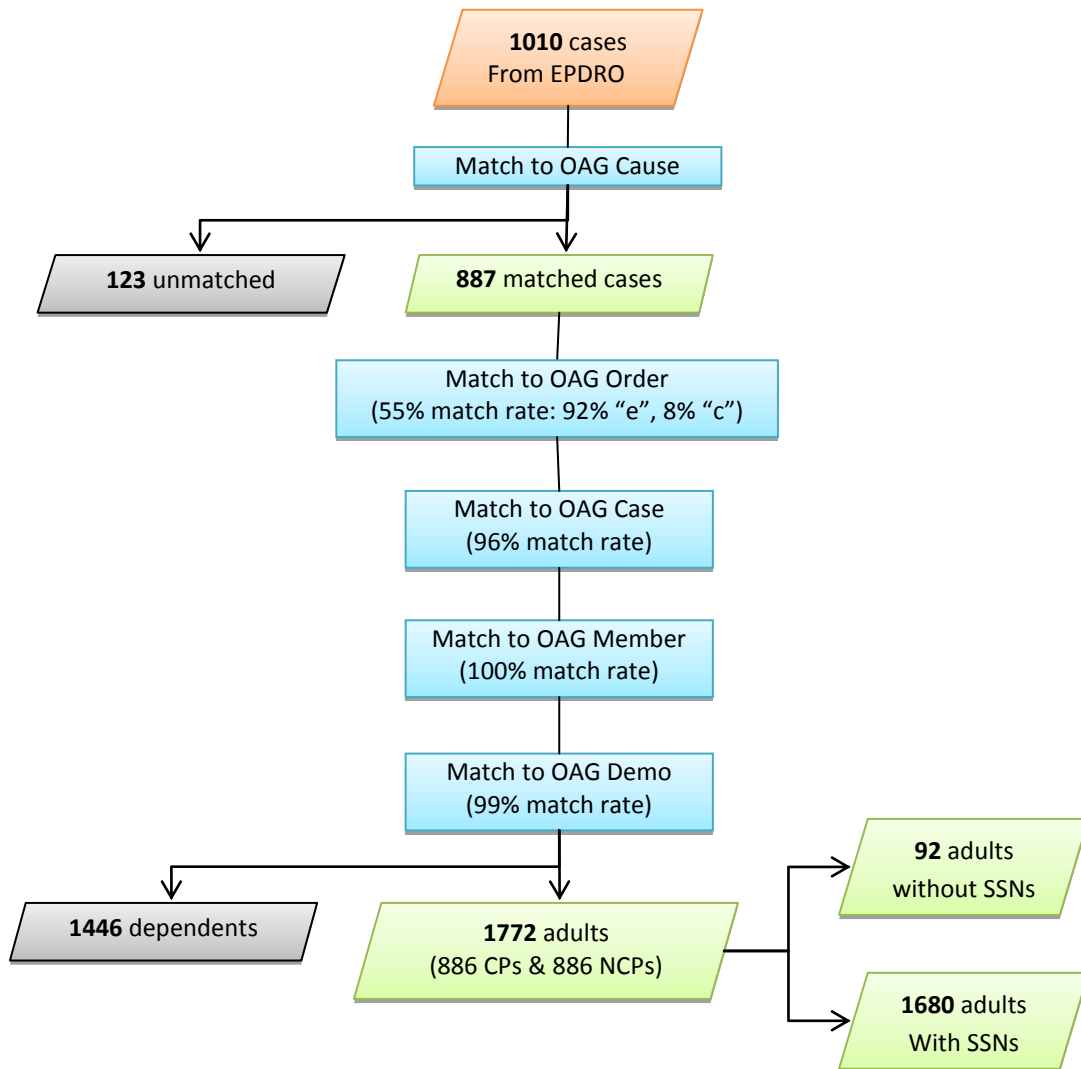 1010 cases
From EPDRO
Match to OAG Cause
123 unmatched
887 matched cases
Match to OAG Order
(55% match rate: 92% “e”, 8% “c”)
Match to OAG Case
(96% match rate)
Match to OAG Member
(100% match rate)
Match to OAG Demo
(99% match rate)
1446 dependents
1772 adults
(886 CPs & 886 NCPs)
92 adults
without SSNs
1680 adults
With SSNs